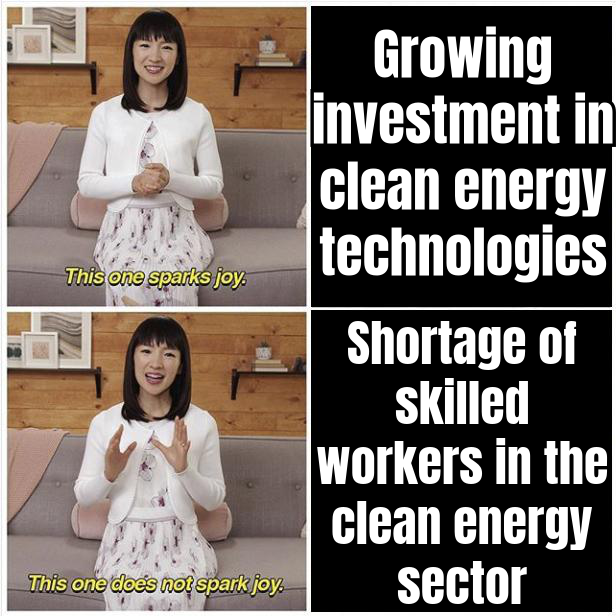 This one sparks joy.
Growing
investment in
clean energy
technologies
This one does not spark joy.
Shortage of
skilled
workers in the
clean energy
sector